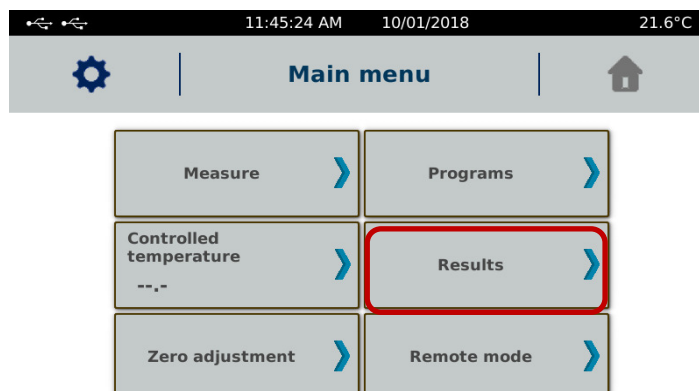 11:45:24 AM 10/01/2018 21.6°C
Main menu
Measure
Programs
Controlled
temperature
--.-
Results
Zero adjustment
Remote mode